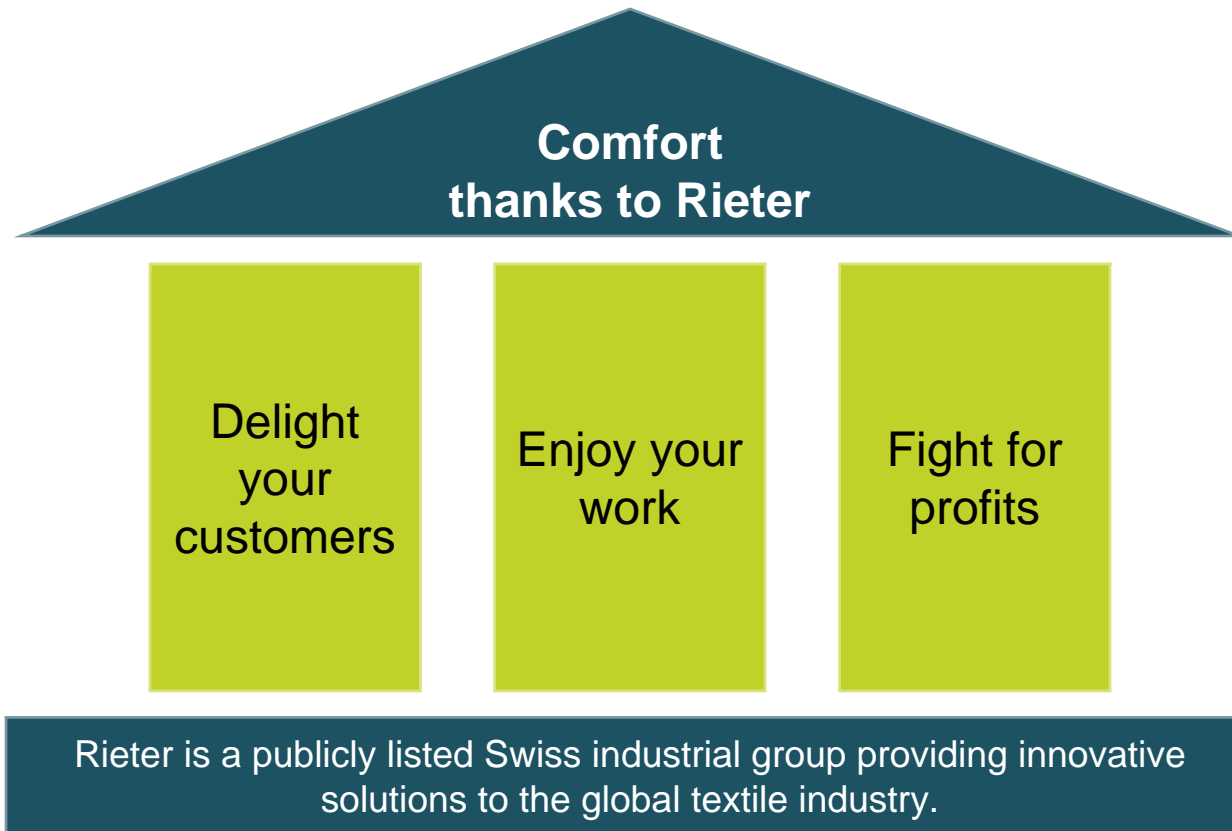 Comfort
thanks to Rieter
Delight
your
customers
Enjoy your
work
Fight for
profits
Rieter is a publicly listed Swiss industrial group providing innovative
solutions to the global textile industry.